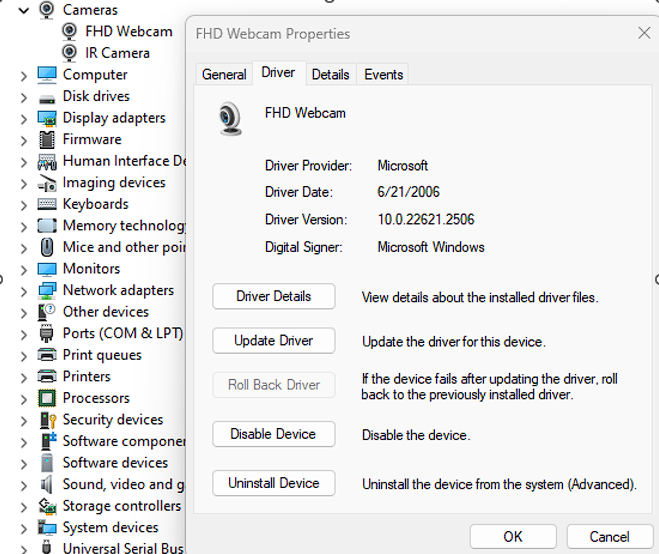 Cameras
FHD Webcam
IR Camera
Computer
Disk drives
Display adapters
Firmware
Human Interface De
Imaging devices
Keyboards
Memory technology
Mice and other poi
Monitors
Network adapters
Other devices
Ports (COM & LPT)
Print queues
Printers
Processors
Security devices
Software componen
Software devices
Sound, video and g
Storage controllers
System devices
Universal Serial Bus
FHD Webcam Properties
General Driver Details Events
FHD Webcam
Driver Provider: Microsoft
Driver Date: 6/21/2006
Driver Version: 10.0.22621.2506
Digital Signer: Microsoft Windows
Driver Details View details about the installed driver files.
Update Driver Update the driver for this device.
Roll Back Driver If the device fails after updating the driver, roll
back to the previously installed driver.
Disable Device Disable the device.
Uninstall Device Uninstall the device from the system (Advanced).
OK Cancel